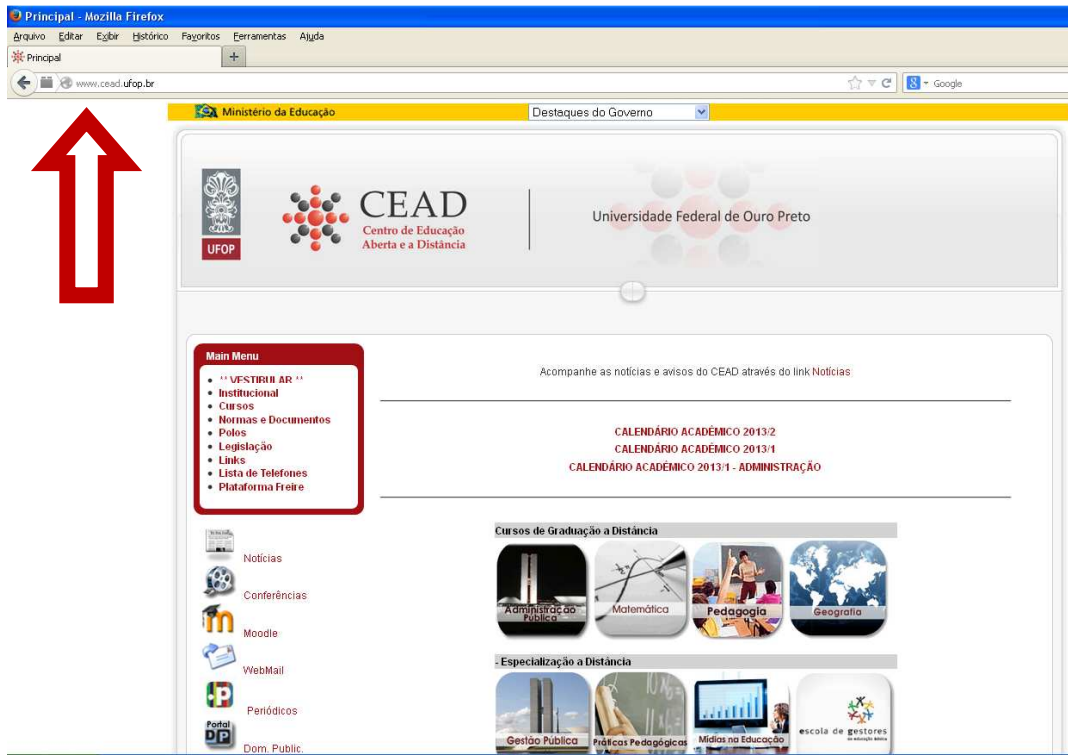 Principal - Mozilla Firefox
Arquivo Editar Exibir Histórico Favoritos Ferramentas Ajuda
Principal +
www.cead.ufop.br
8 Google
Ministério da Educação
Destaques do Governo
UFOP
CEAD
Centro de Educação
Aberta e a Distância
Universidade Federal de Ouro Preto
Main Menu
** VESTIBULAR **
Institucional
Cursos
Normas e Documentos
Polos
Legislação
Links
Lista de Telefones
Plataforma Freire
Notícias
Conferências
Moodle
WebMail
Periódicos
Portal
DP
Dom. Public.
Acompanhe as notícias e avisos do CEAD através do link Notícias
CALENDÁRIO ACADÊMICO 2013/2
CALENDÁRIO ACADÊMICO 2013/1
CALENDÁRIO ACADÊMICO 2013/1 - ADMINISTRAÇÃO
Cursos de Graduação a Distância
Administração
Pública
Matemática
Pedagogia
Geografia
- Especialização a Distância
Gestão Pública
Práticas Pedagógicas
Mídias na Educação
escola de gestores